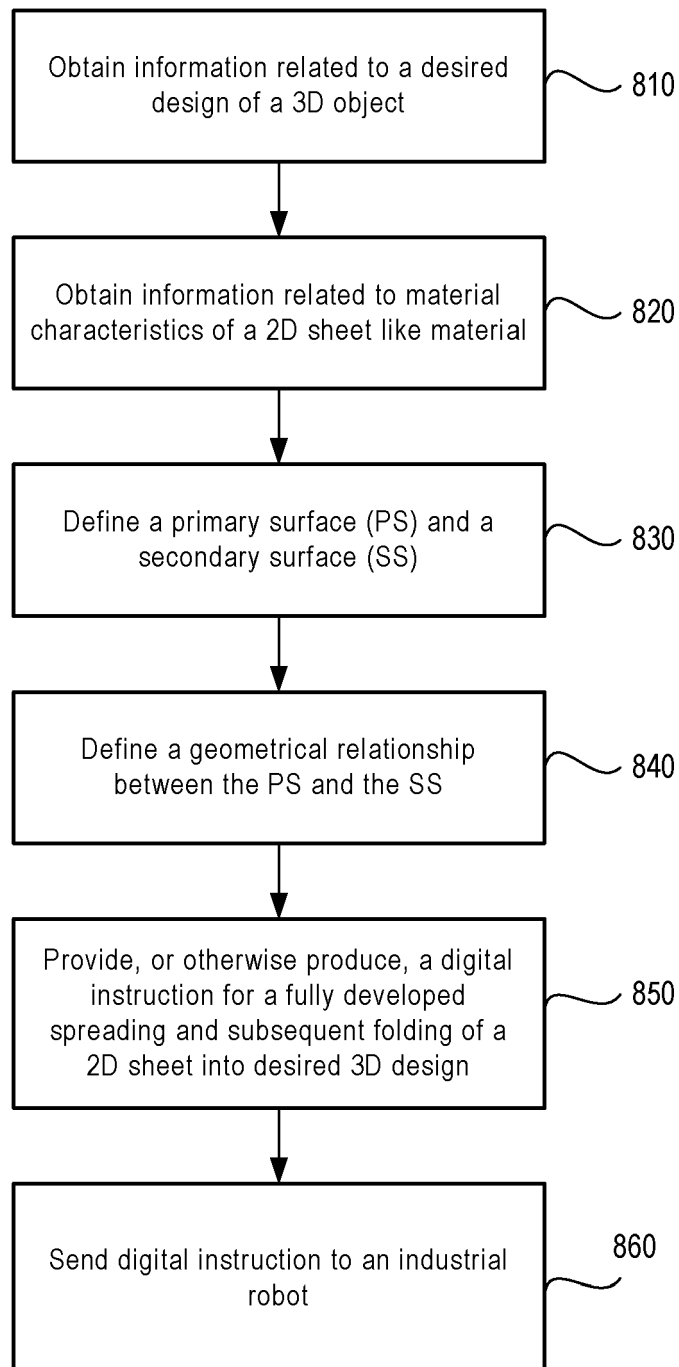 Obtain information related to a desired
design of a 3D object
810
Obtain information related to material
characteristics of a 2D sheet like material
820
Define a primary surface (PS) and a
secondary surface (SS)
830
Define a geometrical relationship
between the PS and the SS
840
Provide, or otherwise produce, a digital
instruction for a fully developed
spreading and subsequent folding of a
2D sheet into desired 3D design
850
Send digital instruction to an industrial
robot
860